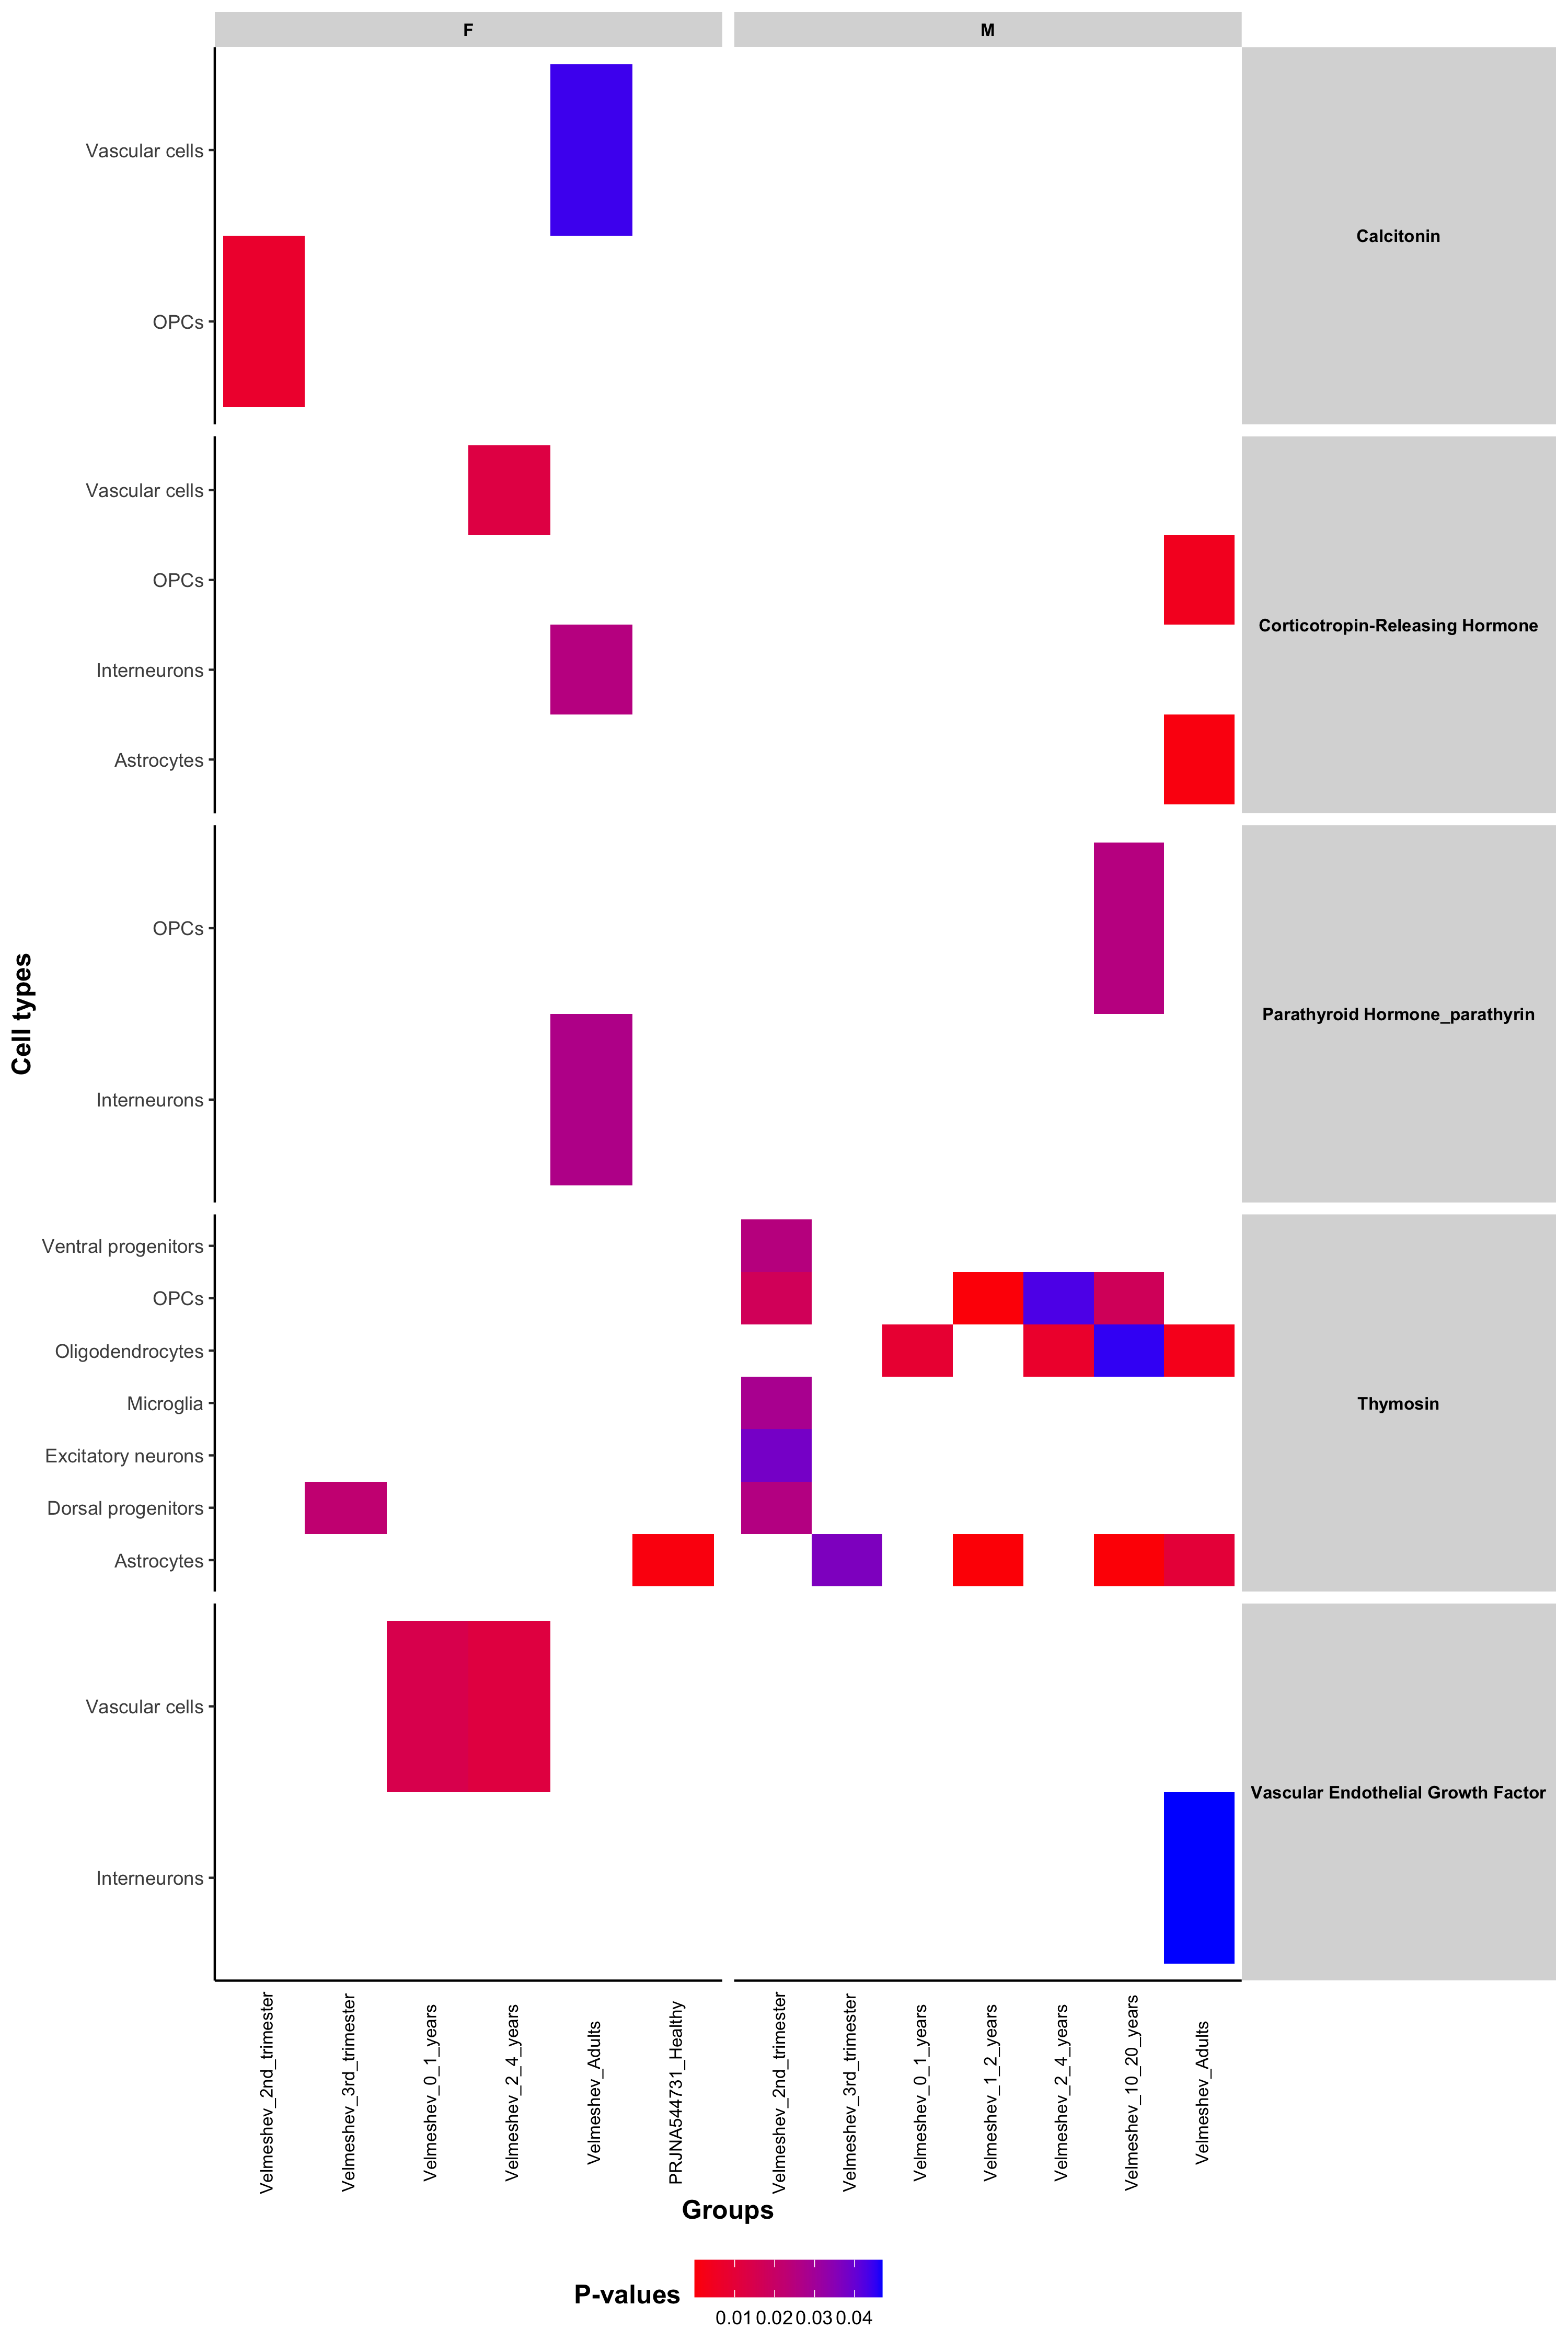 F
M
Vascular cells
OPCs
Calcitonin
Vascular cells
OPCs
Interneurons
Astrocytes
Corticotropin-Releasing Hormone
OPCs
Interneurons
Parathyroid Hormone_parathyrin
Ventral progenitors
OPCs
Oligodendrocytes
Microglia
Excitatory neurons
Dorsal progenitors
Astrocytes
Thymosin
Vascular cells
Interneurons
Vascular Endothelial Growth Factor
Cell types
Velmeshev_2nd_trimester
Velmeshev_3rd_trimester
Velmeshev_0_1_years
Velmeshev_2_4_years
Velmeshev_Adults
PRJNA544731_Healthy
Velmeshev_2nd_trimester
Velmeshev_3rd_trimester
Velmeshev_0_1_years
Velmeshev_1_2_years
Velmeshev_2_4_years
Velmeshev_10_20_years
Velmeshev_Adults
Groups
P-values
0.01 0.02 0.03 0.04